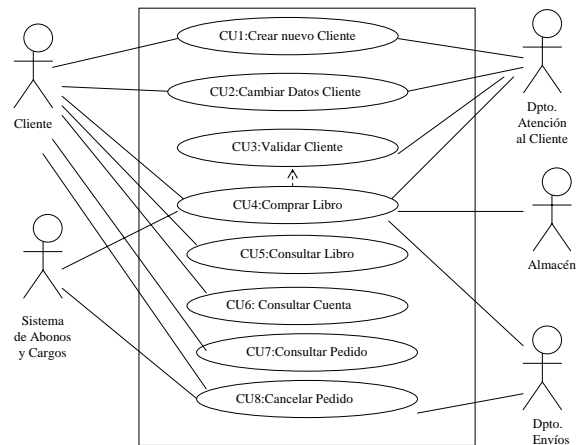 CU1:Crear nuevo Cliente
CU2:Cambiar Datos Cliente
Cliente
Dpto.
Atención
al Cliente
CU3:Validar Cliente
CU4:Comprar Libro
Almacén
CU5:Consultar Libro
CU6: Consultar Cuenta
Sistema
de Abonos
y Cargos
CU7:Consultar Pedido
CU8:Cancelar Pedido
Dpto.
Envíos